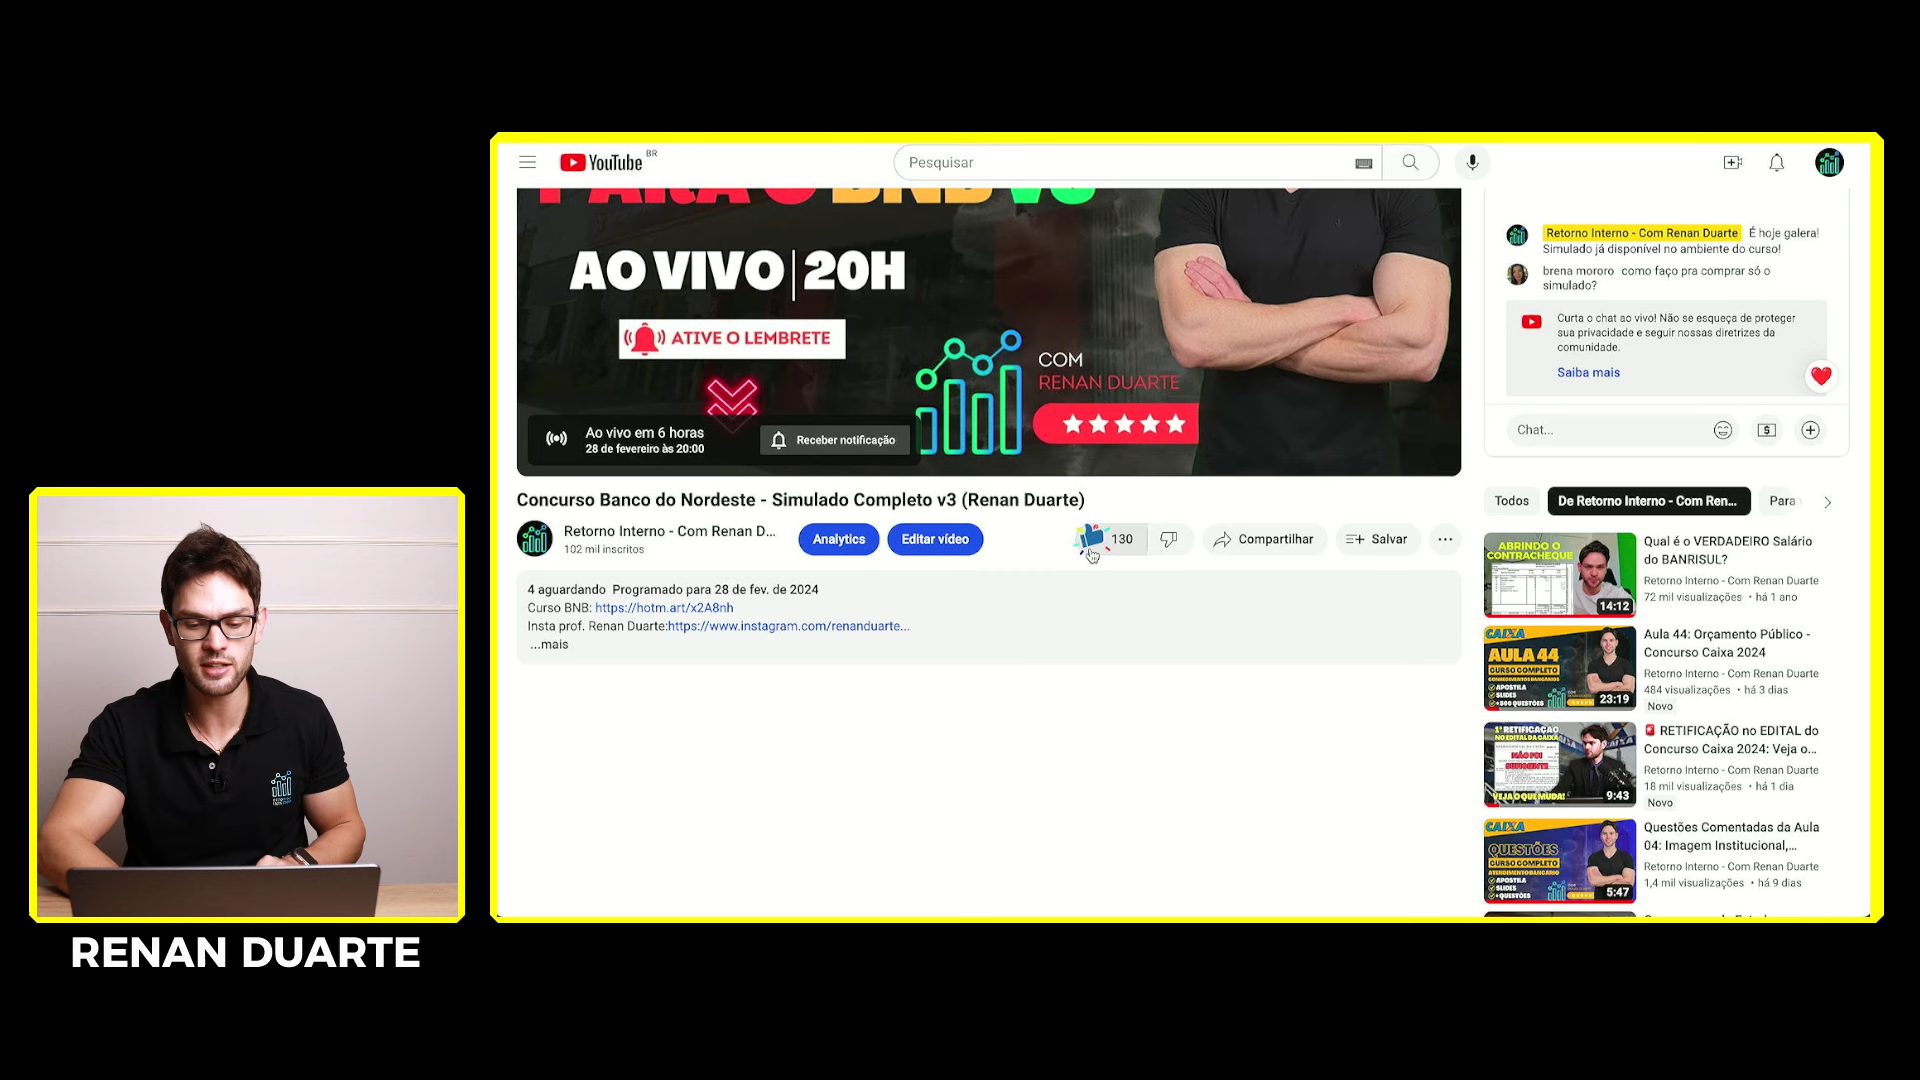 YouTube BR
Pesquisar
PARA O BNB V3
AO VIVO | 20H
ATIVE O LEMBRETE
COM
RENAN DUARTE
Ao vivo em 6 horas
28 de fevereiro às 20:00
Receber notificação
Concurso Banco do Nordeste - Simulado Completo v3 (Renan Duarte)
Retorno Interno - Com Renan D...
102 mil inscritos
Analytics
Editar vídeo
130
Compartilhar
Salvar
4 aguardando Programado para 28 de fev. de 2024
Curso BNB: https://hotm.art/x2A8nh
Insta prof. Renan Duarte:https://www.instagram.com/renanduarte...
...mais
Retorno Interno - Com Renan Duarte É hoje galera!
Simulado já disponível no ambiente do curso!
brena mororo como faço pra comprar só o
simulado?
Curta o chat ao vivo! Não se esqueça de proteger
sua privacidade e seguir nossas diretrizes da
comunidade.
Saiba mais
Chat...
Todos
De Retorno Interno - Com Ren...
Para
ABRINDO O
CONTRACHEQUE
14:12
Qual é o VERDADEIRO Salário
do BANRISUL?
Retorno Interno - Com Renan Duarte
72 mil visualizações • há 1 ano
CAIXA
AULA 44
CURSO COMPLETO
CONHECIMENTOS BANCÁRIOS
APOSTILA
SLIDES
+300 QUESTÕES
23:19
Aula 44: Orçamento Público -
Concurso Caixa 2024
Retorno Interno - Com Renan Duarte
484 visualizações • há 3 dias
Novo
1ª RETIFICAÇÃO
NO EDITAL DA CAIXA
NÃO FOI
VEJA O QUE MUDA!
9:43
RETIFICAÇÃO no EDITAL do
Concurso Caixa 2024: Veja o...
Retorno Interno - Com Renan Duarte
18 mil visualizações • há 1 dia
Novo
CAIXA
QUESTÕES
CURSO COMPLETO
ATENDIMENTO BANCÁRIO
APOSTILA
SLIDES
+QUESTÕES
5:47
Questões Comentadas da Aula
04: Imagem Institucional,...
Retorno Interno - Com Renan Duarte
1,4 mil visualizações • há 9 dias
RENAN DUARTE